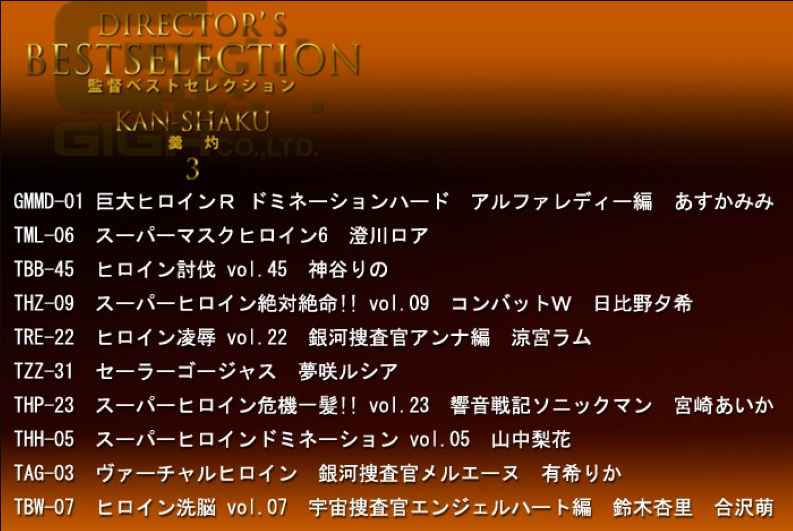 DIRECTOR'S
BESTSELECTION
監督ベストセレクション
KAN-SHAKU
羹 灼
GIGA CO.,LTD.
3
GMMD-01 巨大ヒロインR ドミネーションハード アルファレディー編 あすかみみ
TML-06 スーパーマスクヒロイン6 澄川ロア
TBB-45 ヒロイン討伐 vol.45 神谷りの
THZ-09 スーパーヒロイン絶対絶命!! vol.09 コンバットW 日比野夕希
TRE-22 ヒロイン凌辱 vol.22 銀河捜査官アンナ編 涼宮ラム
TZZ-31 セーラーゴージャス 夢咲ルシア
THP-23 スーパーヒロイン危機一髪!! vol.23 響音戦記ソニックマン 宮崎あいか
THH-05 スーパーヒロインドミネーション vol.05 山中梨花
TAG-03 ヴァーチャルヒロイン 銀河捜査官メルエーヌ 有希りか
TBW-07 ヒロイン洗脳 vol.07 宇宙捜査官エンジェルハート編 鈴木杏里 合沢萌